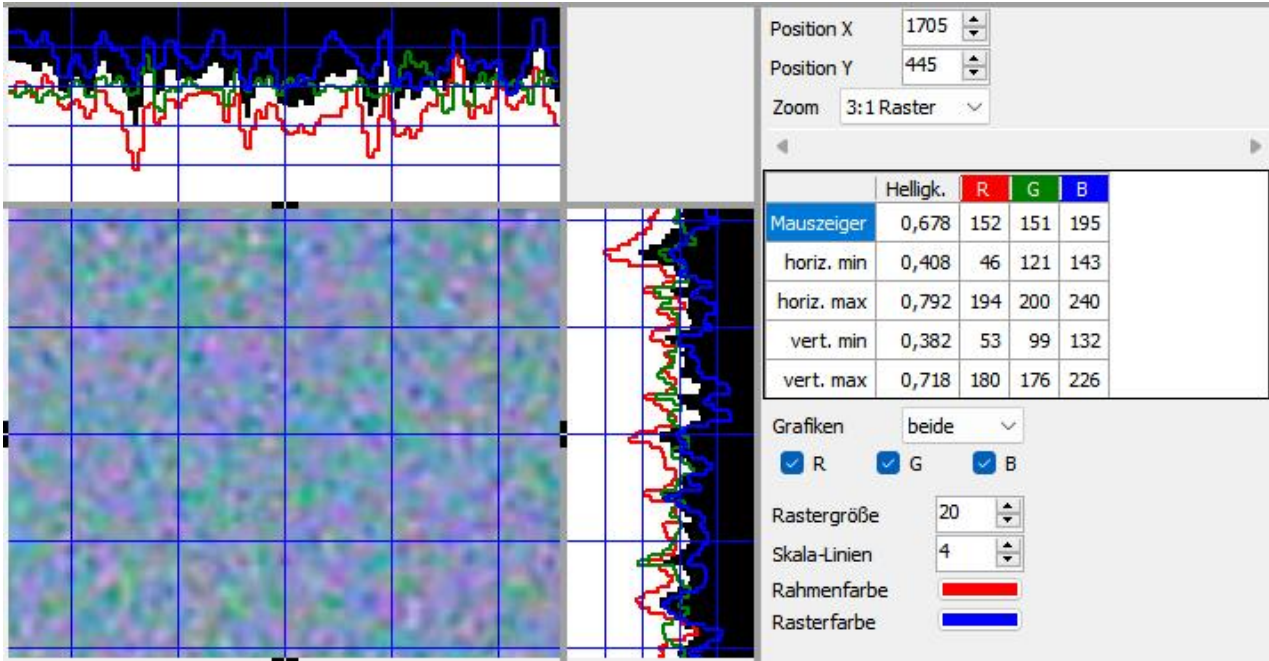 Position X 1705
Position Y 445
Zoom 3:1 Raster
Helligk. R G B
Mauszeiger 0,678 152 151 195
horiz. min 0,408 46 121 143
horiz. max 0,792 194 200 240
vert. min 0,382 53 99 132
vert. max 0,718 180 176 226
Grafiken beide
R G B
Rastergröße 20
Skala-Linien 4
Rahmenfarbe
Rasterfarbe